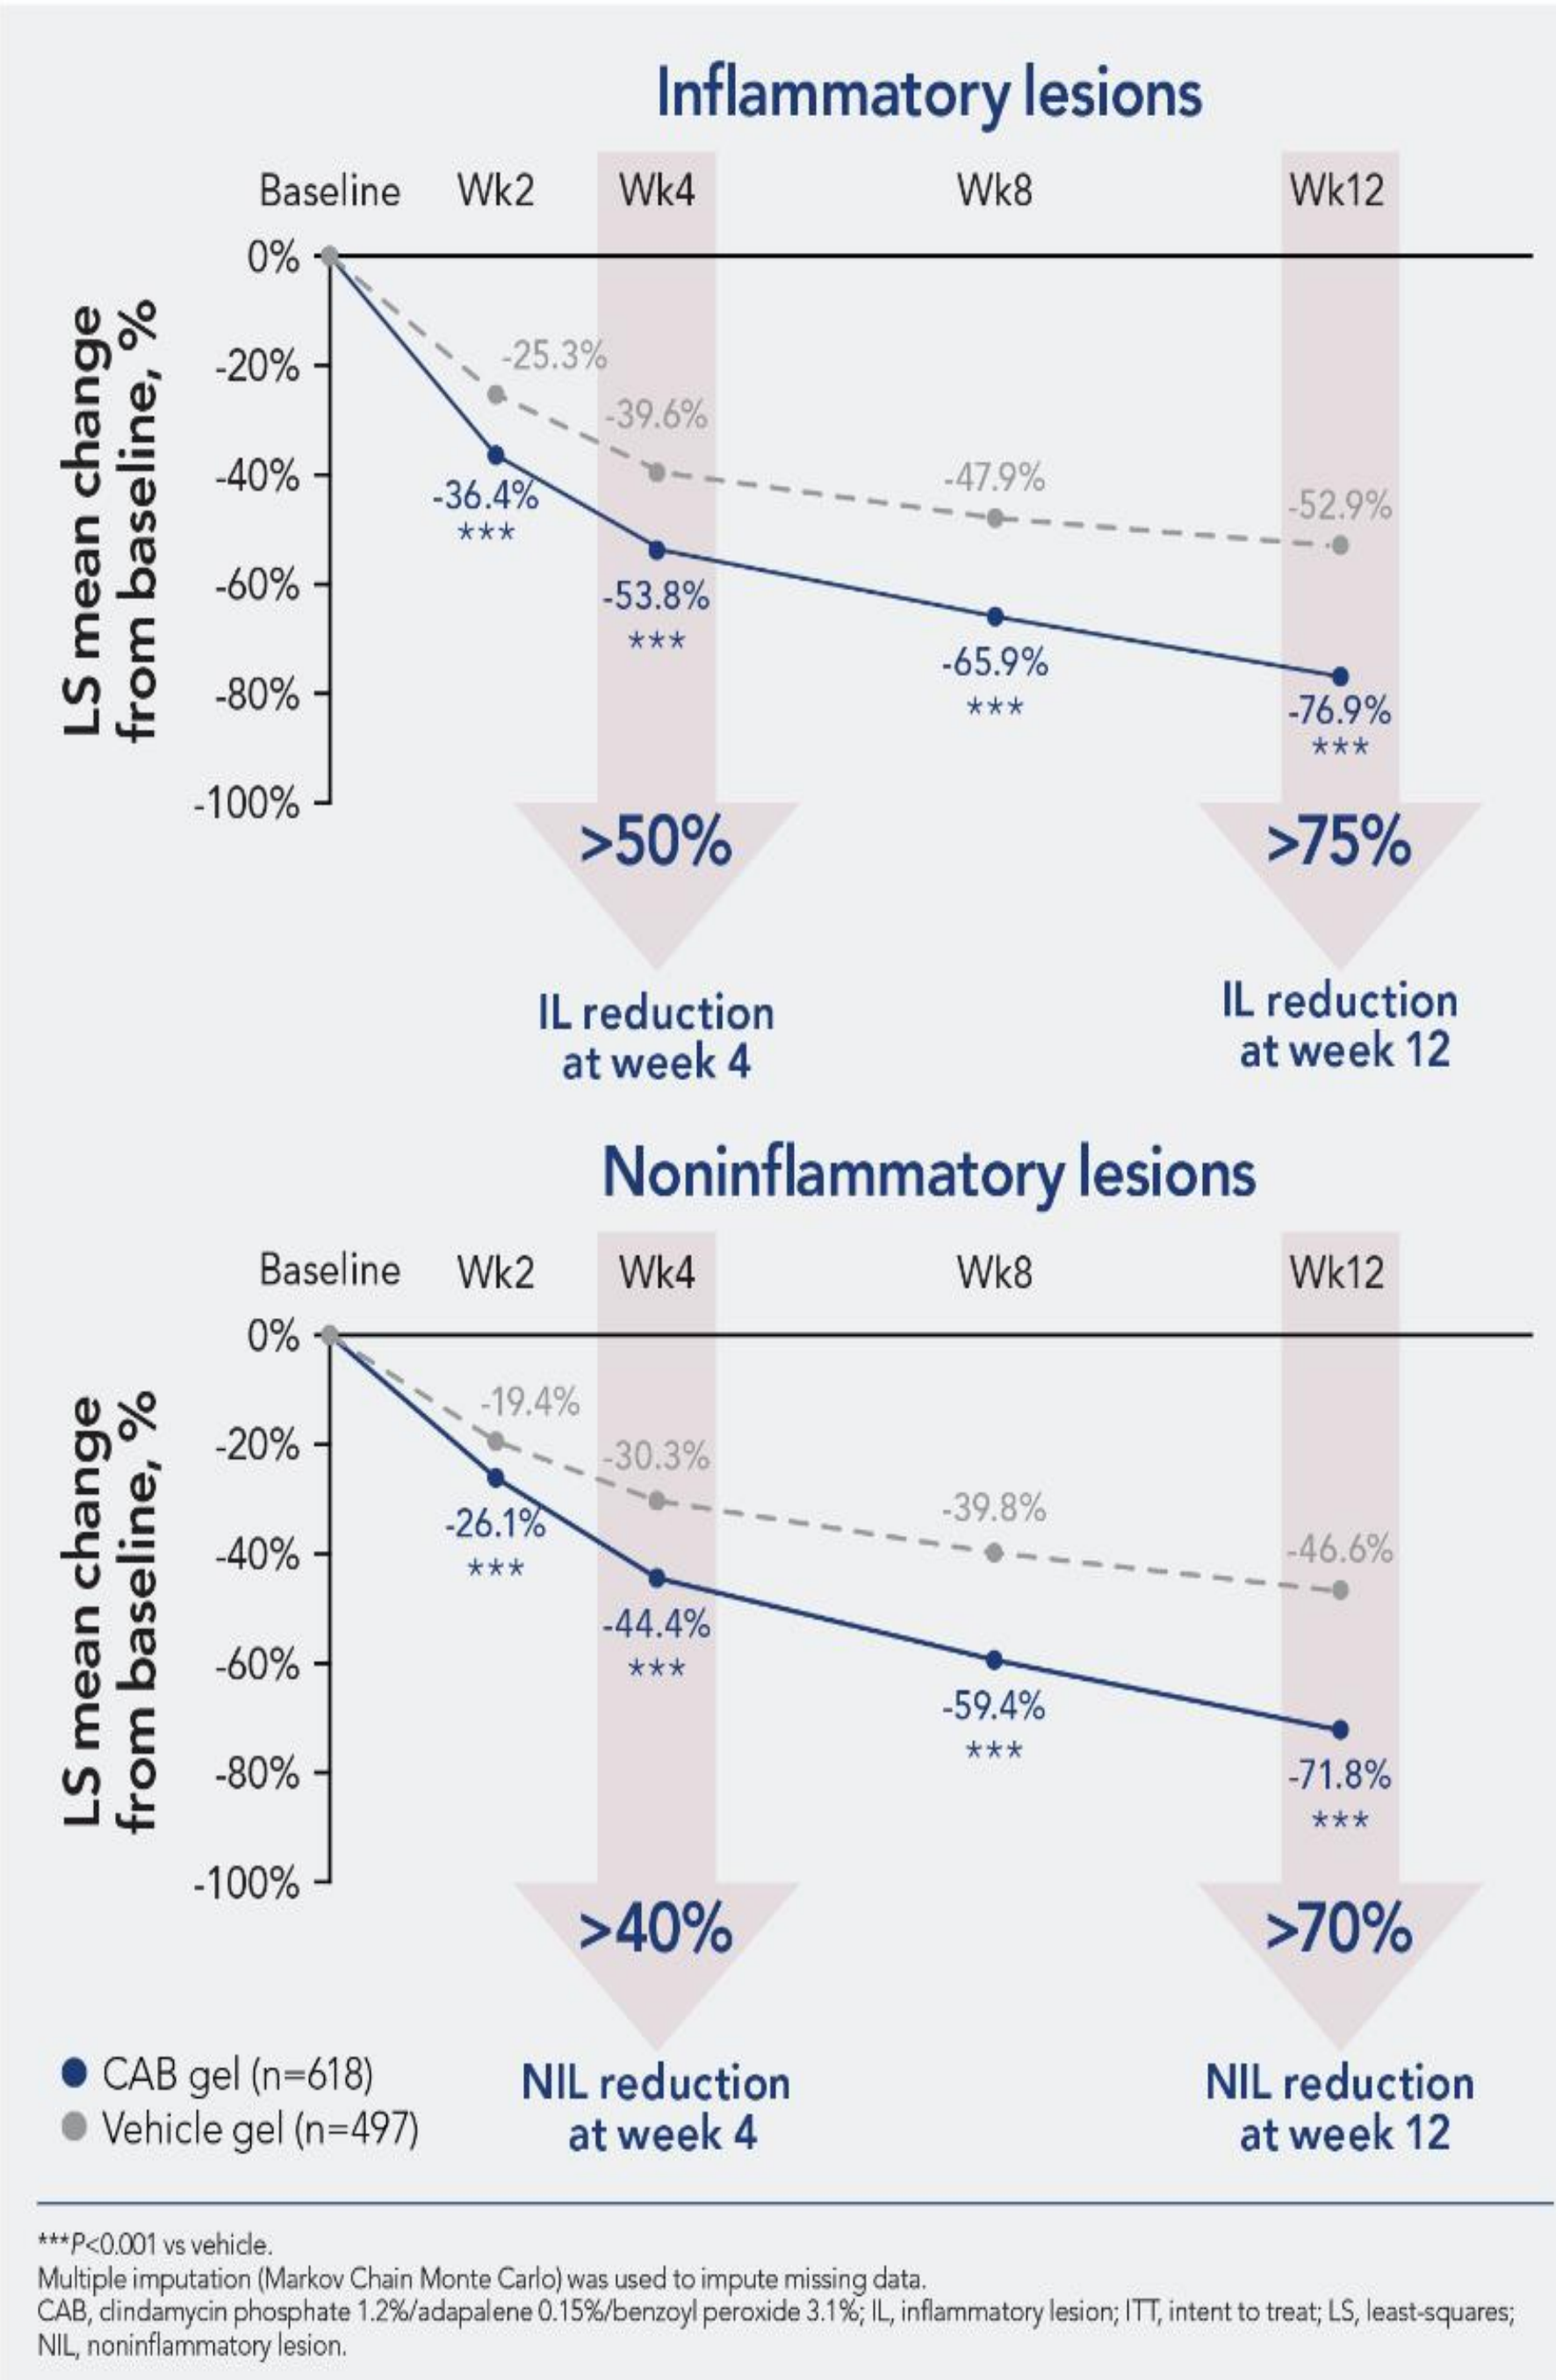 Inflammatory lesions
Baseline Wk2 Wk4 Wk8 Wk12
LS mean change
from baseline, %
0%
-20%
-40%
-60%
-80%
-100%
-25.3%
-39.6%
-47.9%
-52.9%
-36.4%
***
-53.8%
***
-65.9%
***
-76.9%
***
>50%
>75%
IL reduction
at week 4
IL reduction
at week 12
Noninflammatory lesions
Baseline Wk2 Wk4 Wk8 Wk12
LS mean change
from baseline, %
0%
-20%
-40%
-60%
-80%
-100%
-19.4%
-30.3%
-39.8%
-46.6%
-26.1%
***
-44.4%
***
-59.4%
***
-71.8%
***
>40%
>70%
CAB gel (n=618)
Vehicle gel (n=497)
NIL reduction
at week 4
NIL reduction
at week 12
***P<0.001 vs vehicle.
Multiple imputation (Markov Chain Monte Carlo) was used to impute missing data.
CAB, clindamycin phosphate 1.2%/adapalene 0.15%/benzoyl peroxide 3.1%; IL, inflammatory lesion; ITT, intent to treat; LS, least-squares;
NIL, noninflammatory lesion.